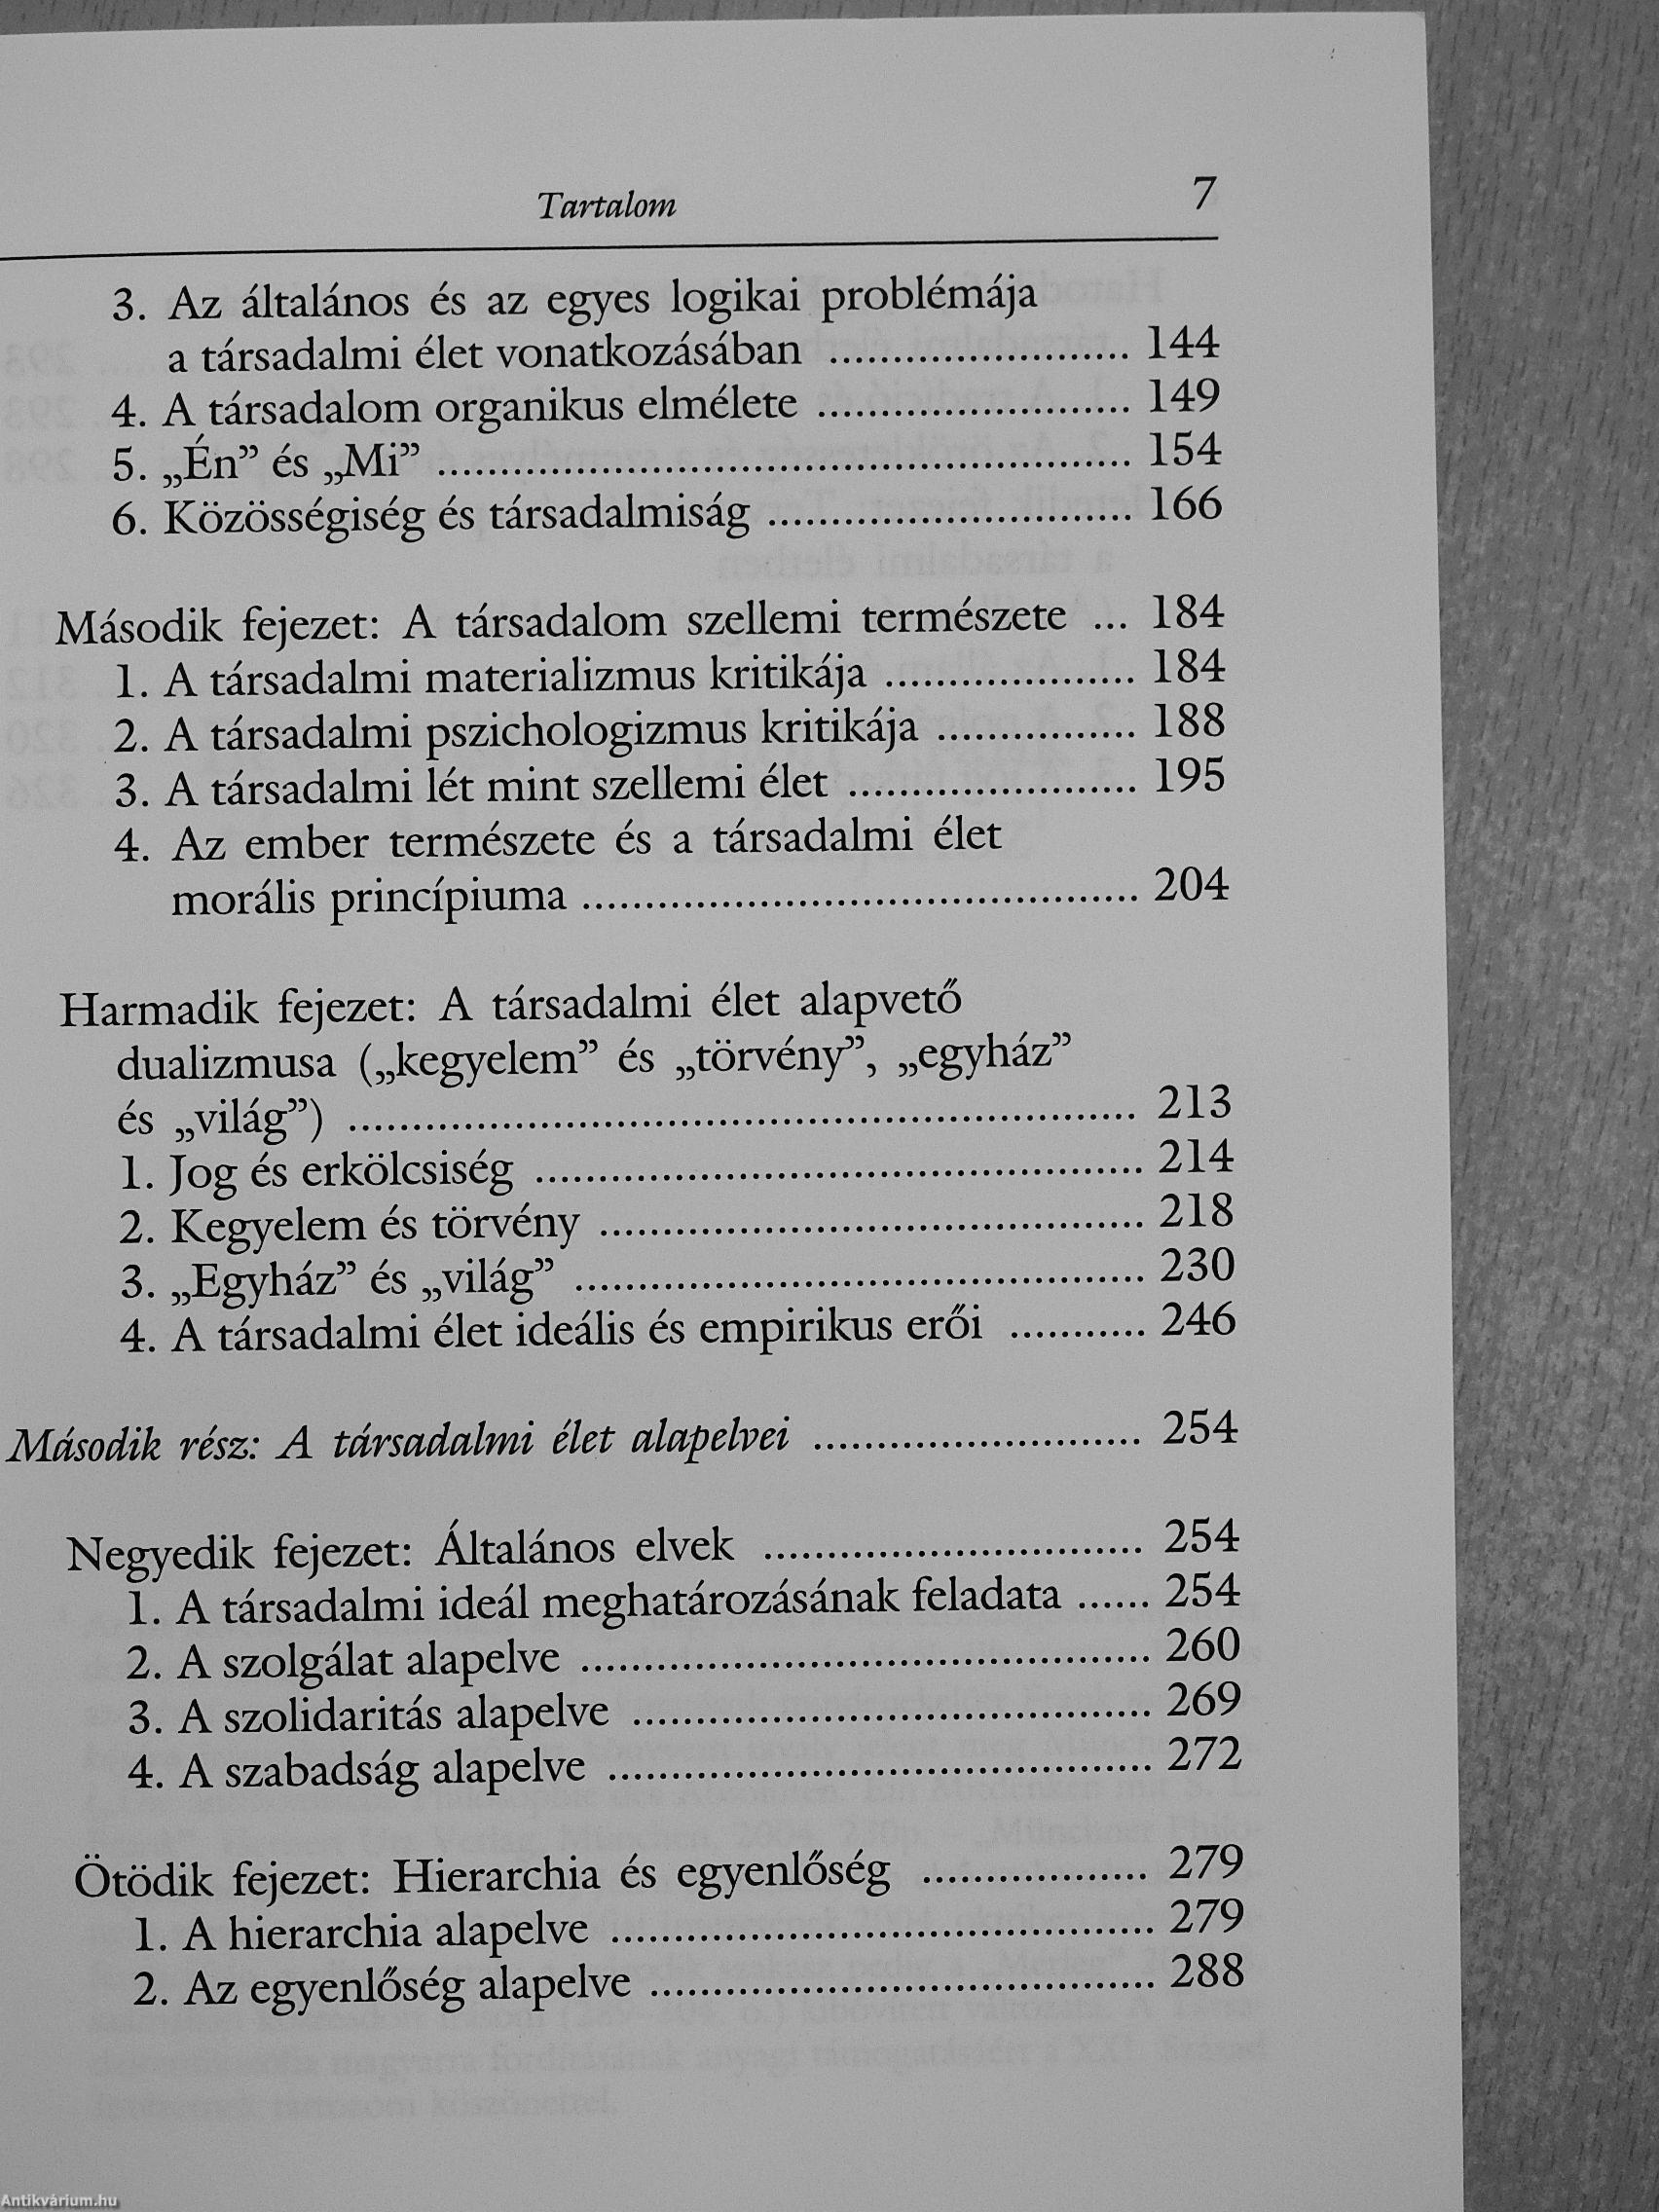 Tartalom 7
3. Az általános és az egyes logikai problémája
a társadalmi élet vonatkozásában ........................ 144
4. A társadalom organikus elmélete ......................... 149
5. „Én” és „Mi” ....................................................... 154
6. Közösségiség és társadalmiság ............................. 166
Második fejezet: A társadalom szellemi természete ... 184
1. A társadalmi materializmus kritikája .................... 184
2. A társadalmi pszichologizmus kritikája ................ 188
3. A társadalmi lét mint szellemi élet ....................... 195
4. Az ember természete és a társadalmi élet
morális princípiuma ............................................ 204
Harmadik fejezet: A társadalmi élet alapvető
dualizmusa („kegyelem” és „törvény”, „egyház”
és „világ”) .............................................................. 213
1. Jog és erkölcsiség ................................................ 214
2. Kegyelem és törvény ........................................... 218
3. „Egyház” és „világ” ............................................. 230
4. A társadalmi élet ideális és empirikus erői ........... 246
Második rész: A társadalmi élet alapelvei .......................... 254
Negyedik fejezet: Általános elvek .............................. 254
1. A társadalmi ideál meghatározásának feladata ...... 254
2. A szolgálat alapelve ............................................. 260
3. A szolidaritás alapelve ......................................... 269
4. A szabadság alapelve ........................................... 272
Ötödik fejezet: Hierarchia és egyenlőség .................. 279
1. A hierarchia alapelve ........................................... 279
2. Az egyenlőség alapelve ........................................ 288
Antikvárium.hu